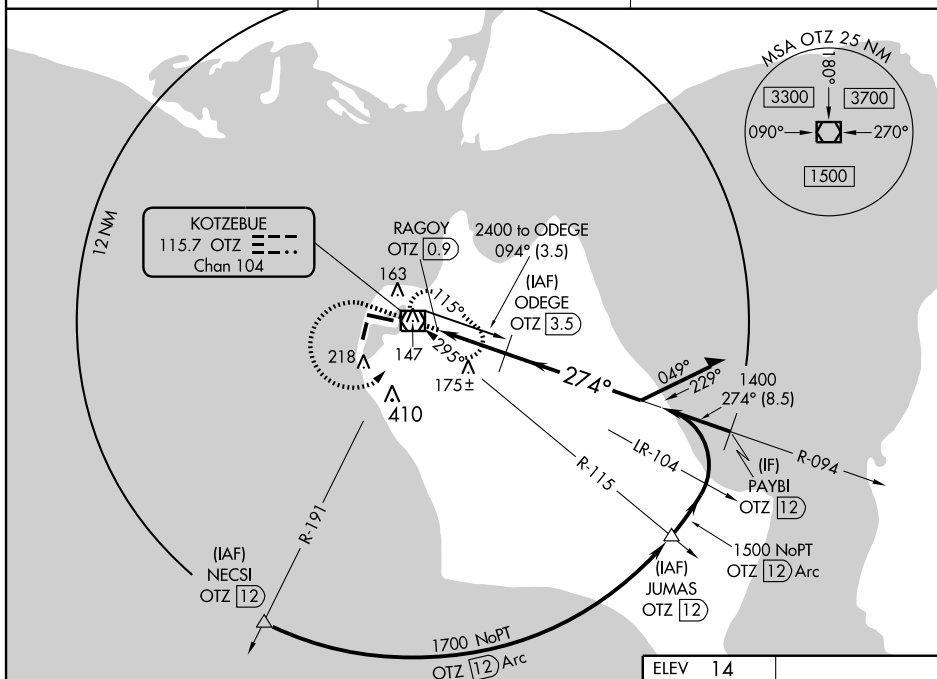 MSA OTZ 25 NM
180°
3300
3700
090°
270°
1500
12 NM
KOTZEBUE
115.7 OTZ
Chan 104
RAGOY
OTZ 0.9
2400 to ODEGE
094° (3.5)
(IAF)
ODEGE
OTZ 3.5
163
115°
147
295°
218
175±
410
274°
049°
229°
1400
274° (8.5)
LR-104
R-094
(IF)
PAYBI
OTZ 12
R-115
R-191
1500 NoPT
OTZ 12 Arc
(IAF)
JUMAS
OTZ 12
(IAF)
NECSI
OTZ 12
1700 NoPT
OTZ 12 Arc
ELEV 14